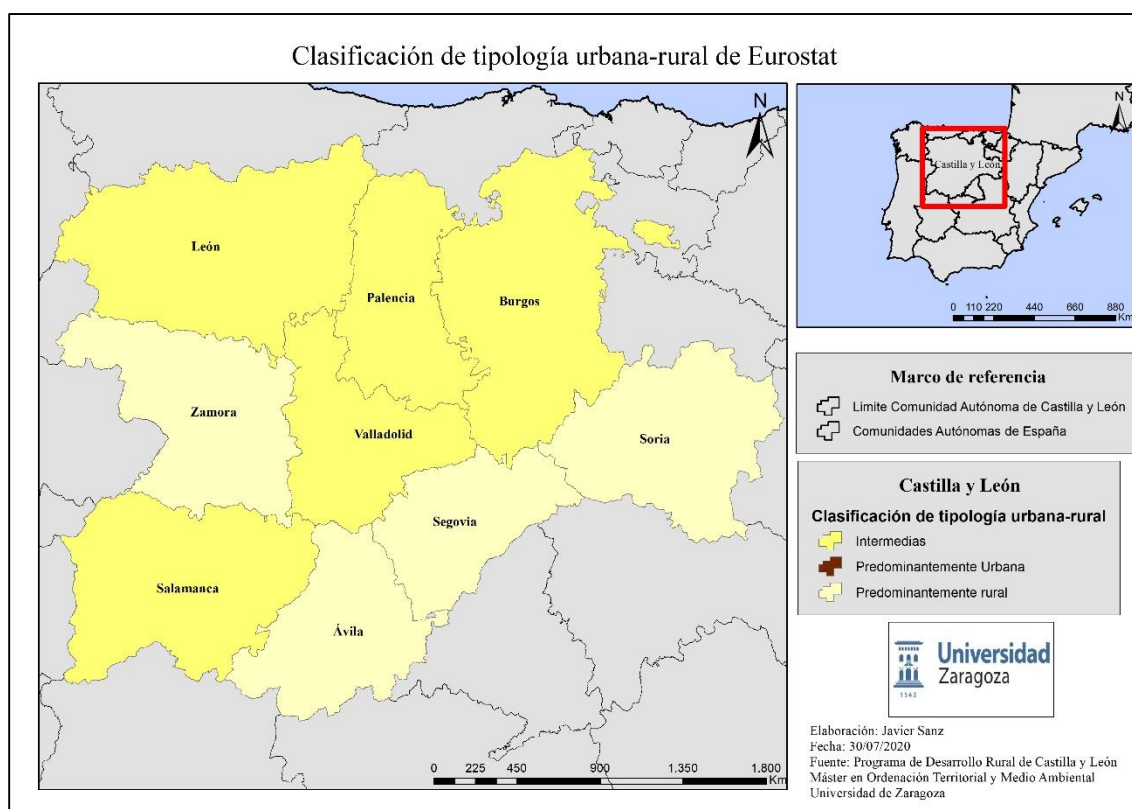 Clasificación de tipología urbana-rural de Eurostat
N
León
Palencia
Burgos
Zamora
Valladolid
Soria
Segovia
Salamanca
Ávila
0 225 450 900 1.350 1.800
Km
N
Castilla y León
0 110 220 440 660 880
Km
Marco de referencia
Limite Comunidad Autónoma de Castilla y León
Comunidades Autónomas de España
Castilla y León
Clasificación de tipología urbana-rural
Intermedias
Predominantemente Urbana
Predominantemente rural
Universidad
Zaragoza
1542
Elaboración: Javier Sanz
Fecha: 30/07/2020
Fuente: Programa de Desarrollo Rural de Castilla y León
Máster en Ordenación Territorial y Medio Ambiental
Universidad de Zaragoza